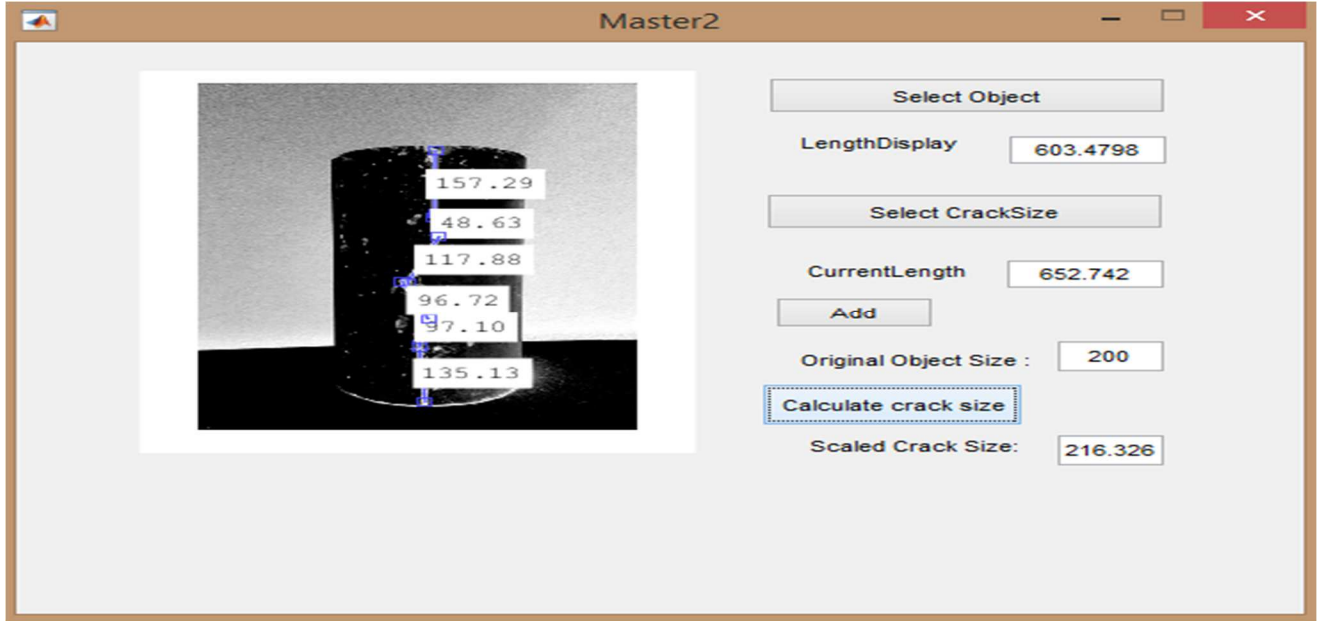 Master2
157.29
48.63
117.88
96.72
97.10
135.13
Select Object
LengthDisplay 603.4798
Select CrackSize
CurrentLength 652.742
Add
Original Object Size : 200
Calculate crack size
Scaled Crack Size: 216.326